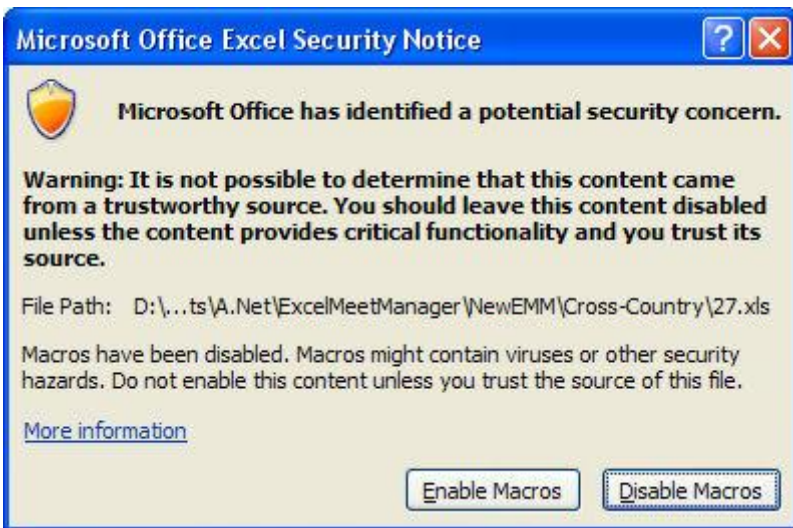 Microsoft Office Excel Security Notice
Microsoft Office has identified a potential security concern.
Warning: It is not possible to determine that this content came
from a trustworthy source. You should leave this content disabled
unless the content provides critical functionality and you trust its
source.
File Path: D:\...ts\A.Net\ExcelMeetManager\NewEMM\Cross-Country\27.xls
Macros have been disabled. Macros might contain viruses or other security
hazards. Do not enable this content unless you trust the source of this file.
More information
Enable Macros Disable Macros